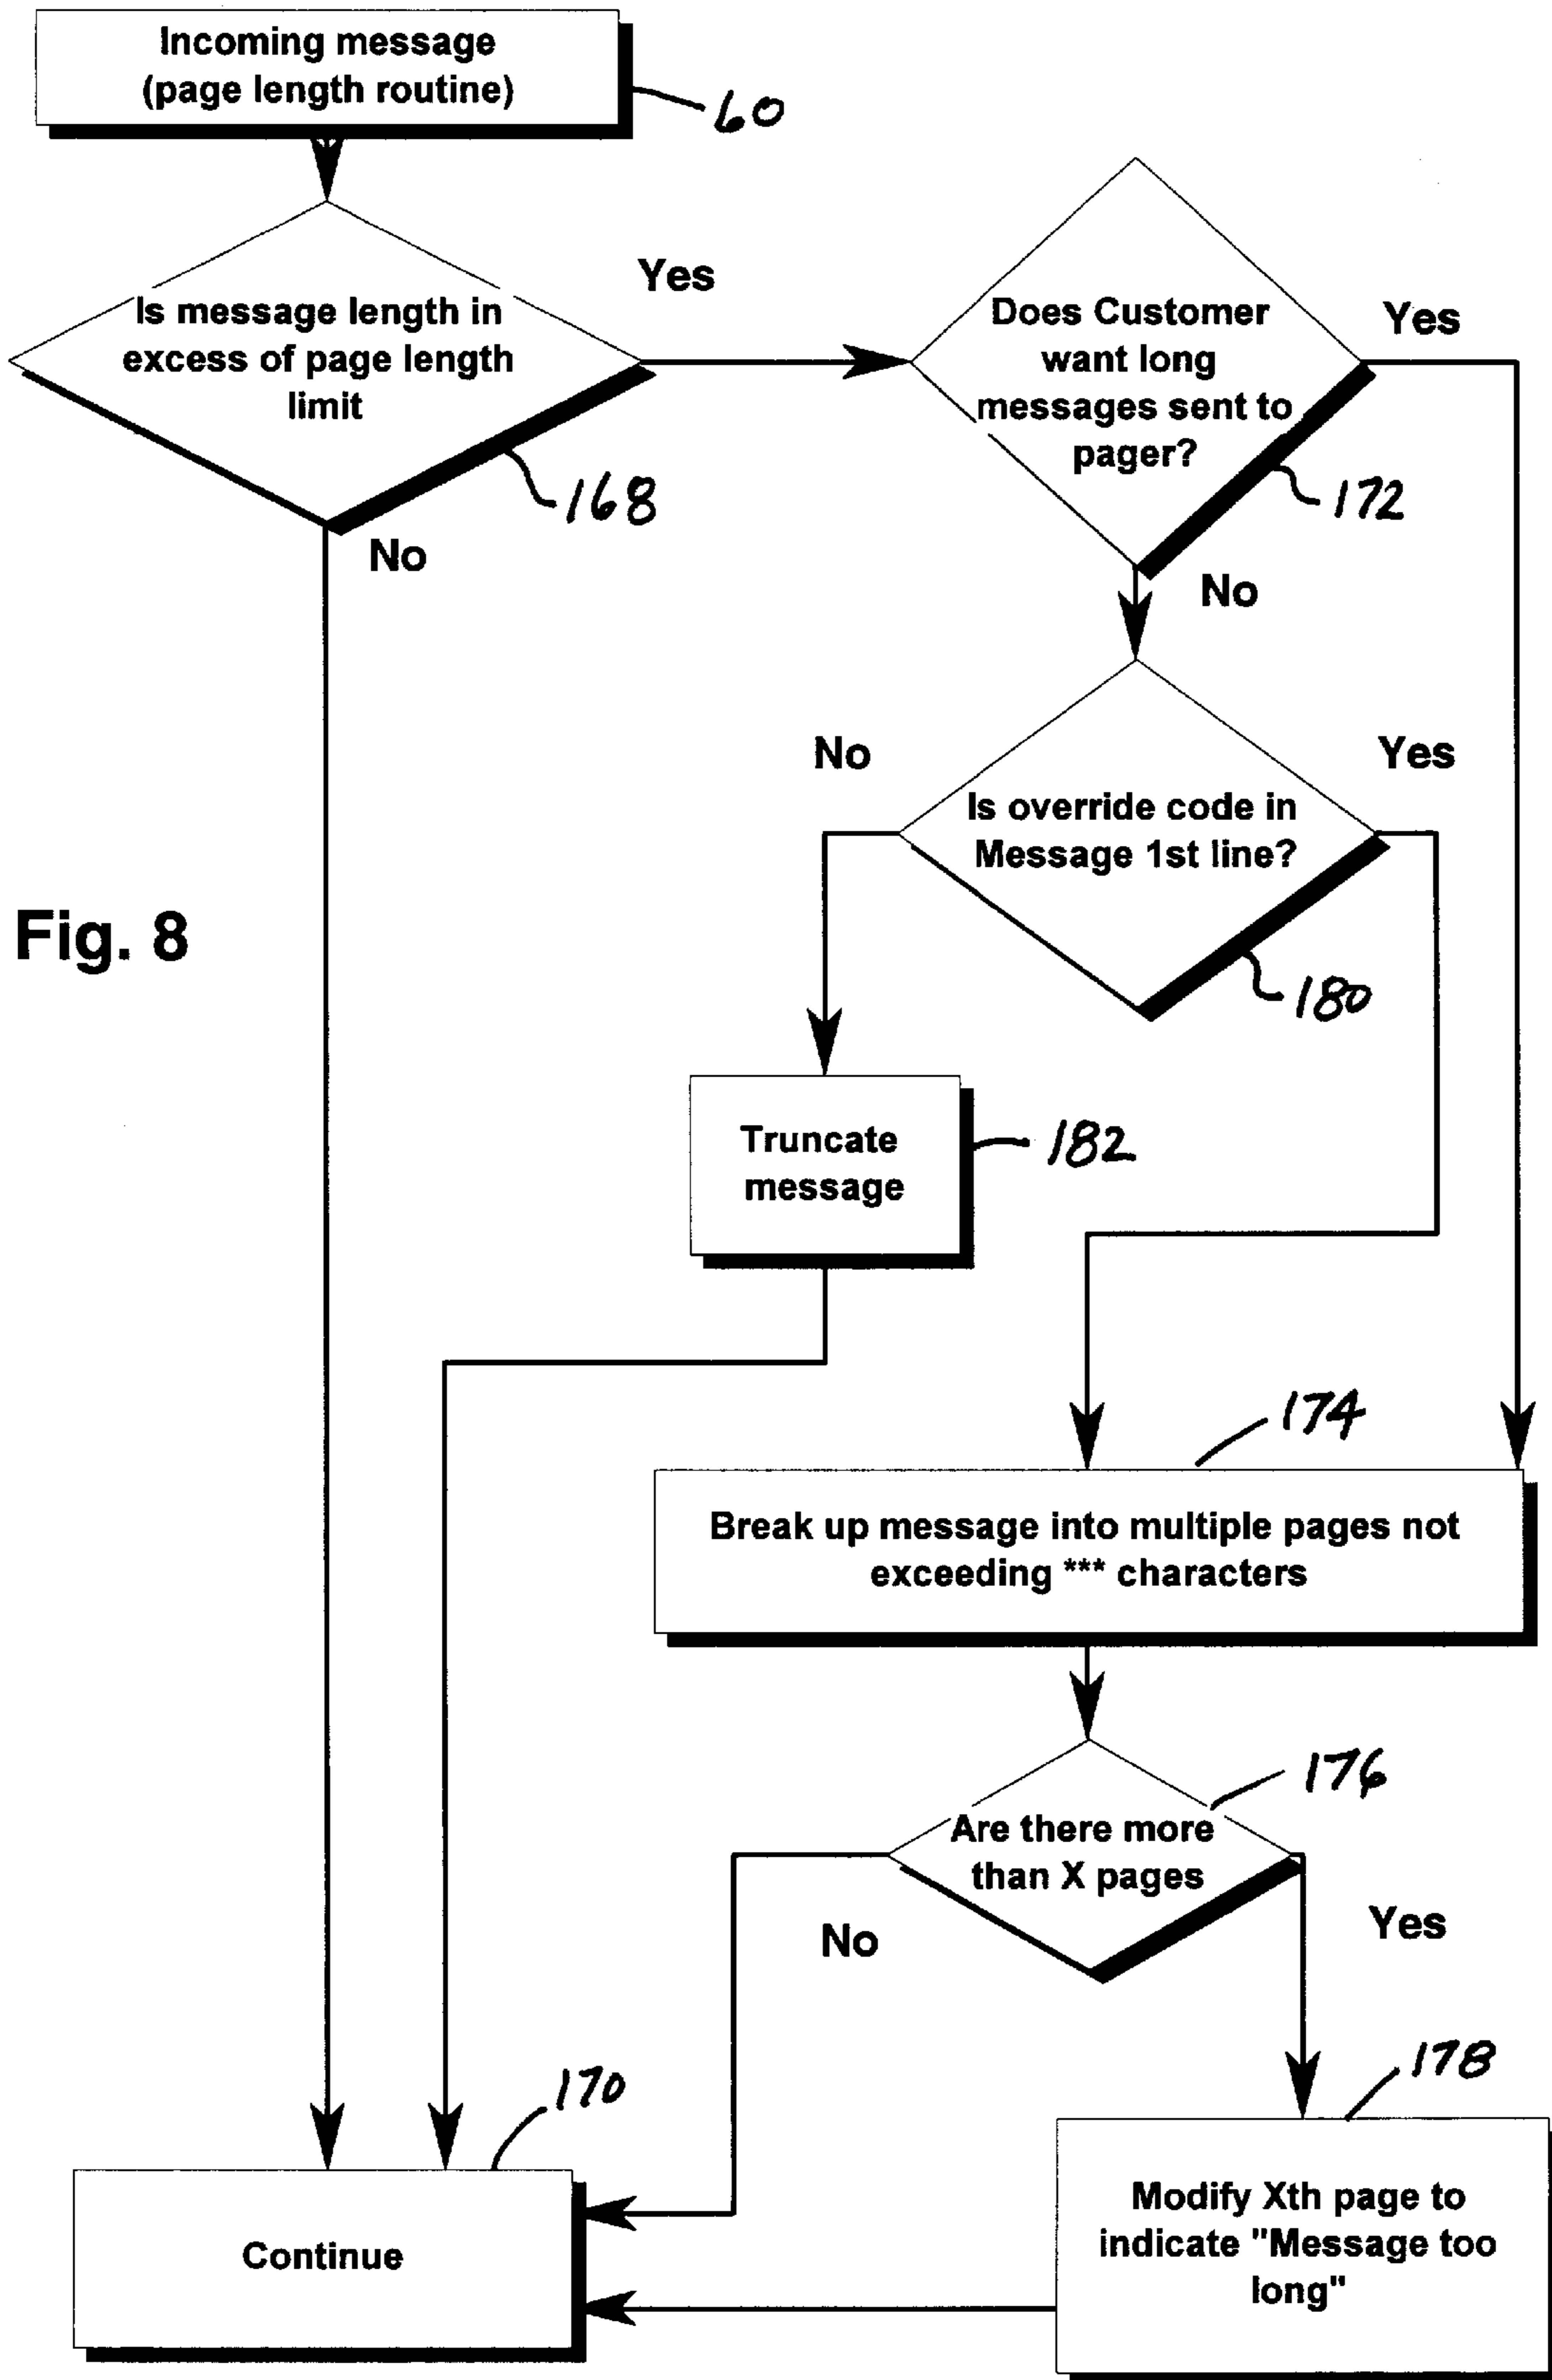 Incoming message
(page length routine)
60
Is message length in
excess of page length
limit
Yes
168
No
Does Customer
want long
messages sent to
pager?
Yes
172
No
Is override code in
Message 1st line?
No
Yes
180
Fig. 8
Truncate
message
182
174
Break up message into multiple pages not
exceeding *** characters
176
Are there more
than X pages
No
Yes
170
Continue
178
Modify Xth page to
indicate "Message too
long"